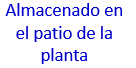 Almacenado en
el patio de la
planta